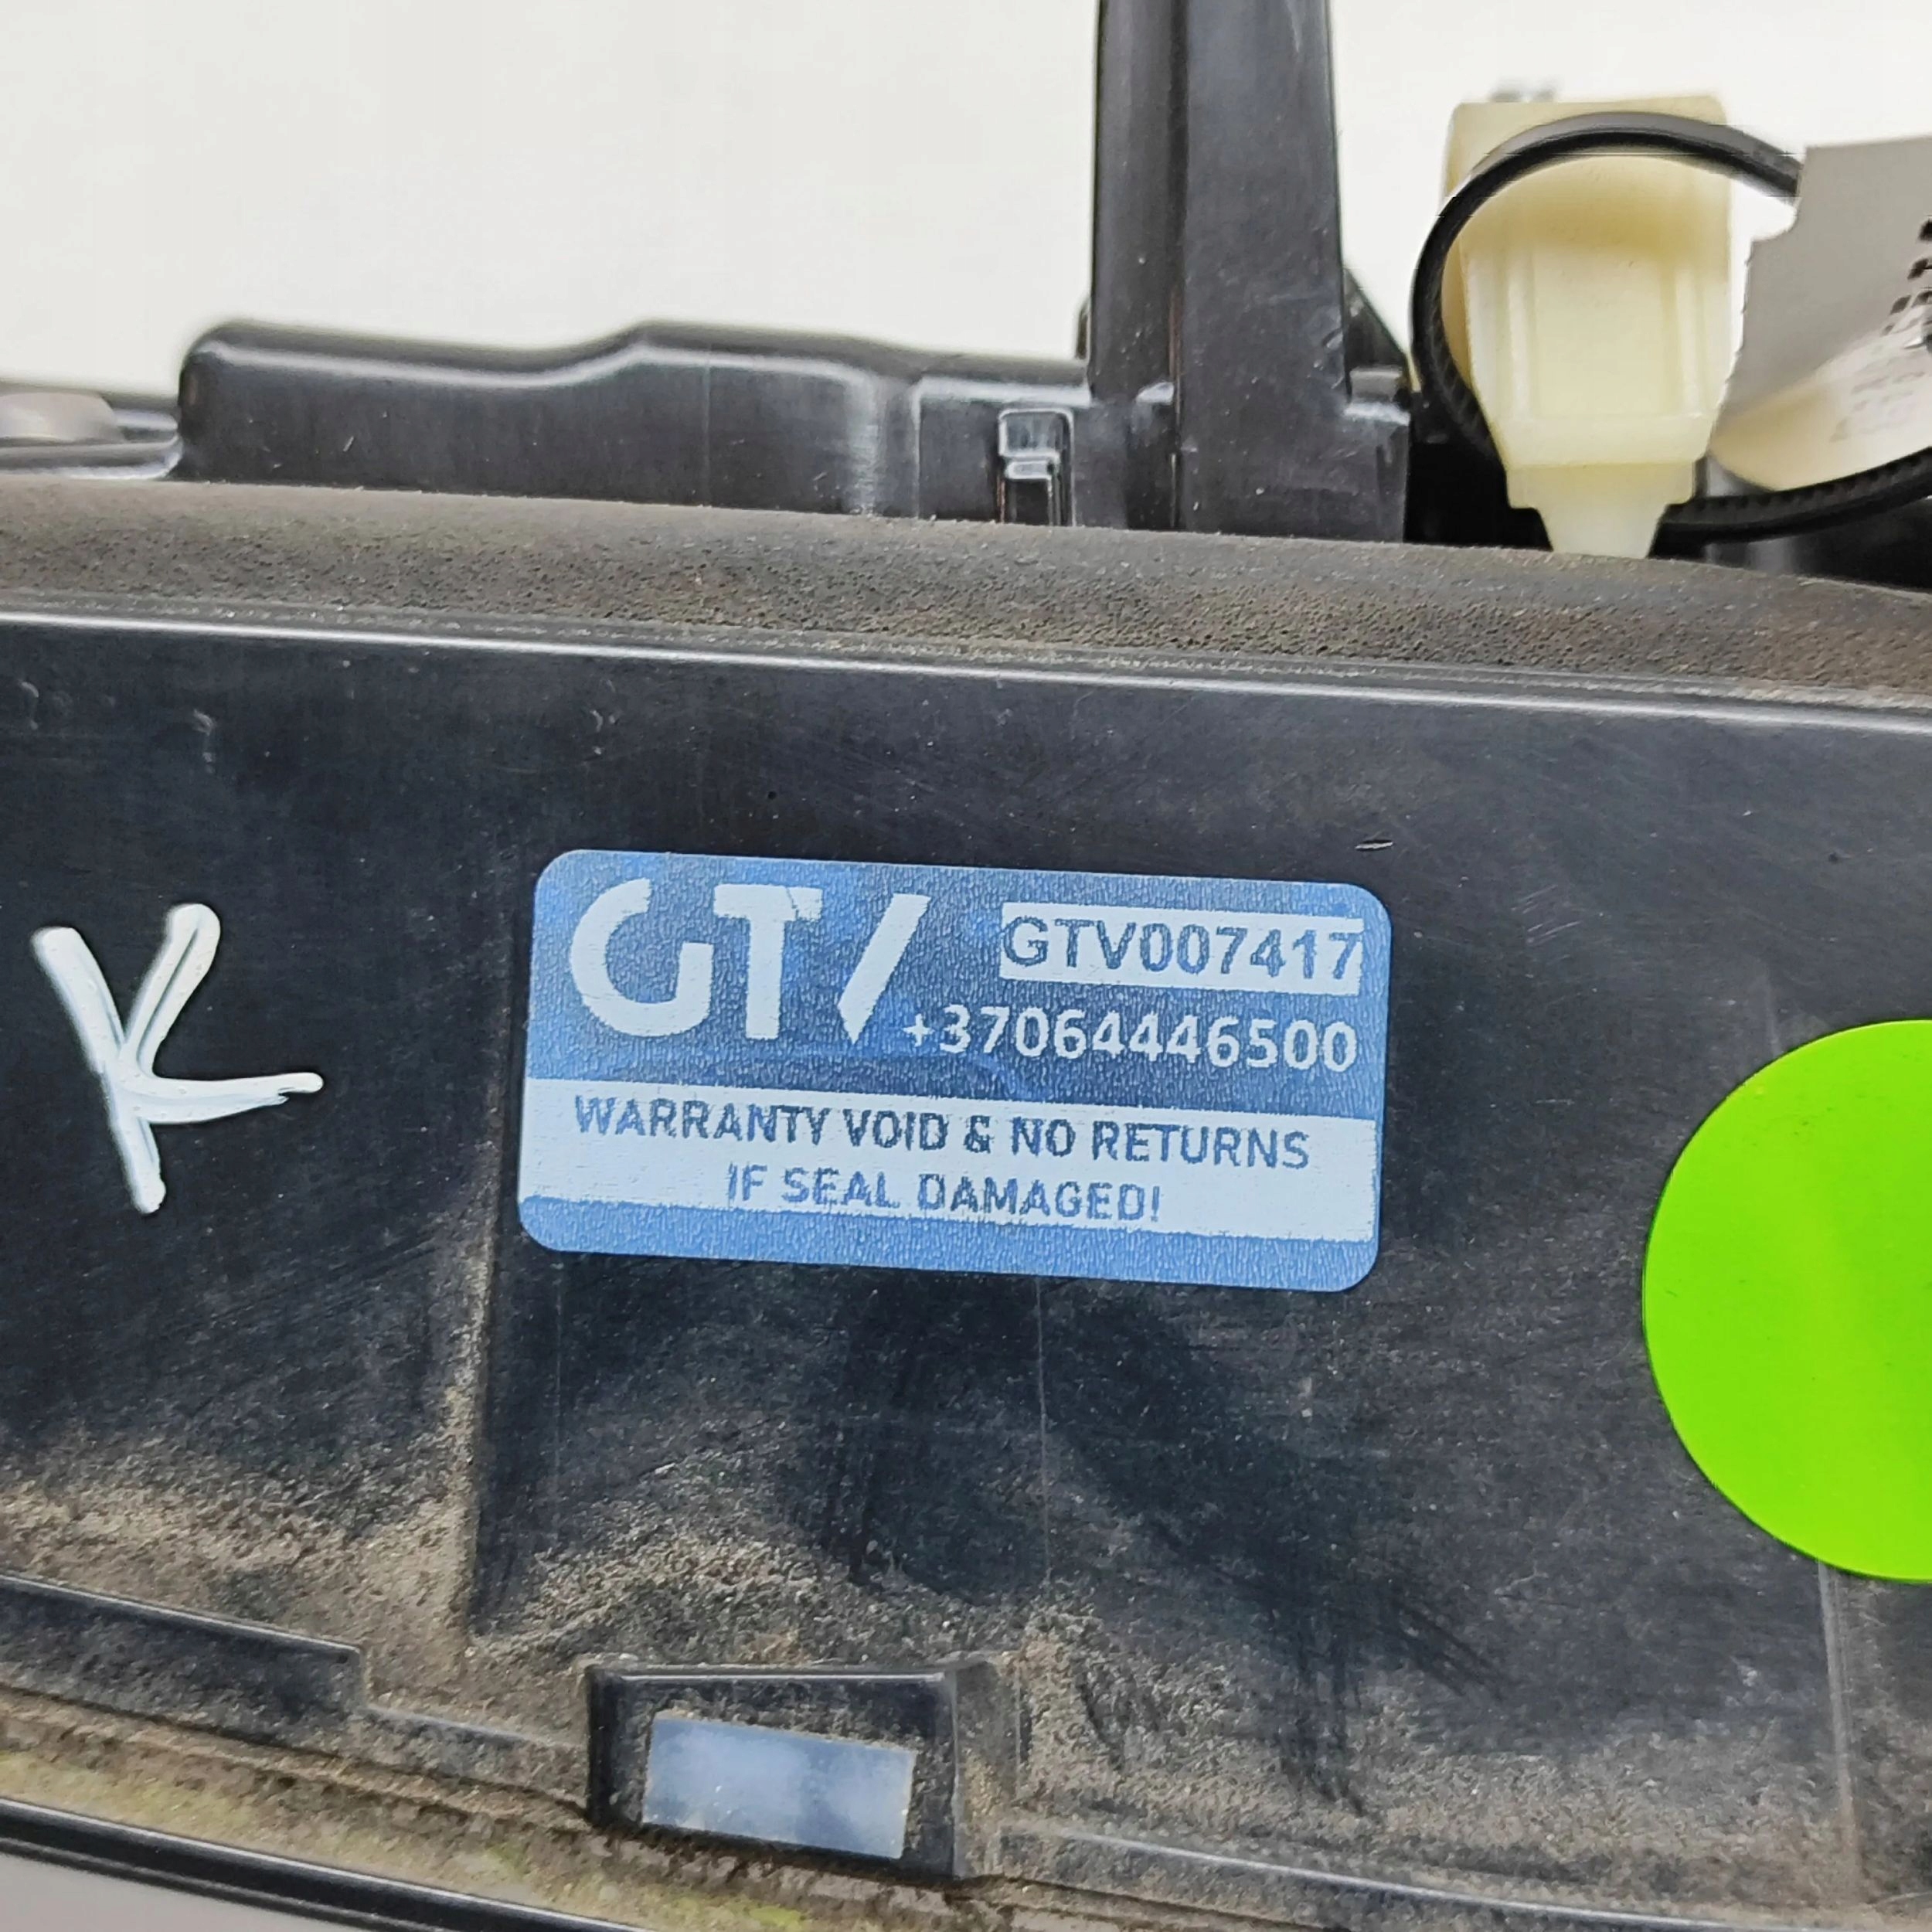 K
GTV
GTV007417
+37064446500
WARRANTY VOID & NO RETURNS
IF SEAL DAMAGED!